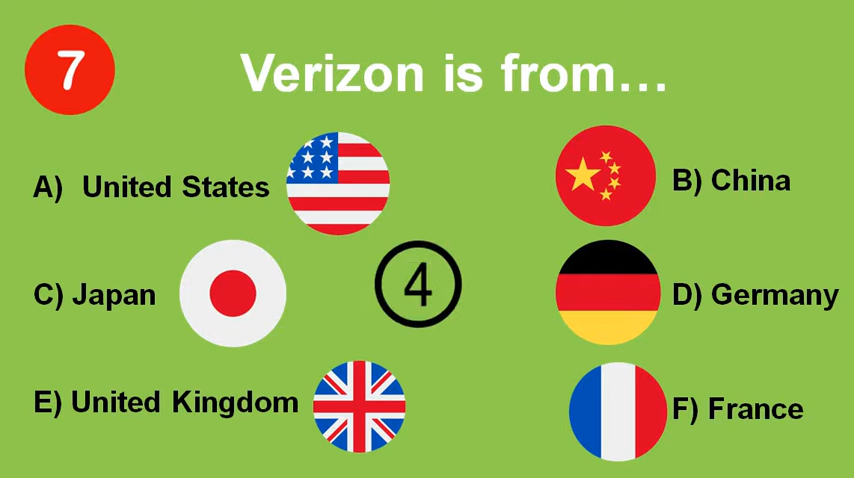 7
Verizon is from...
A) United States
B) China
C) Japan
4
D) Germany
E) United Kingdom
F) France